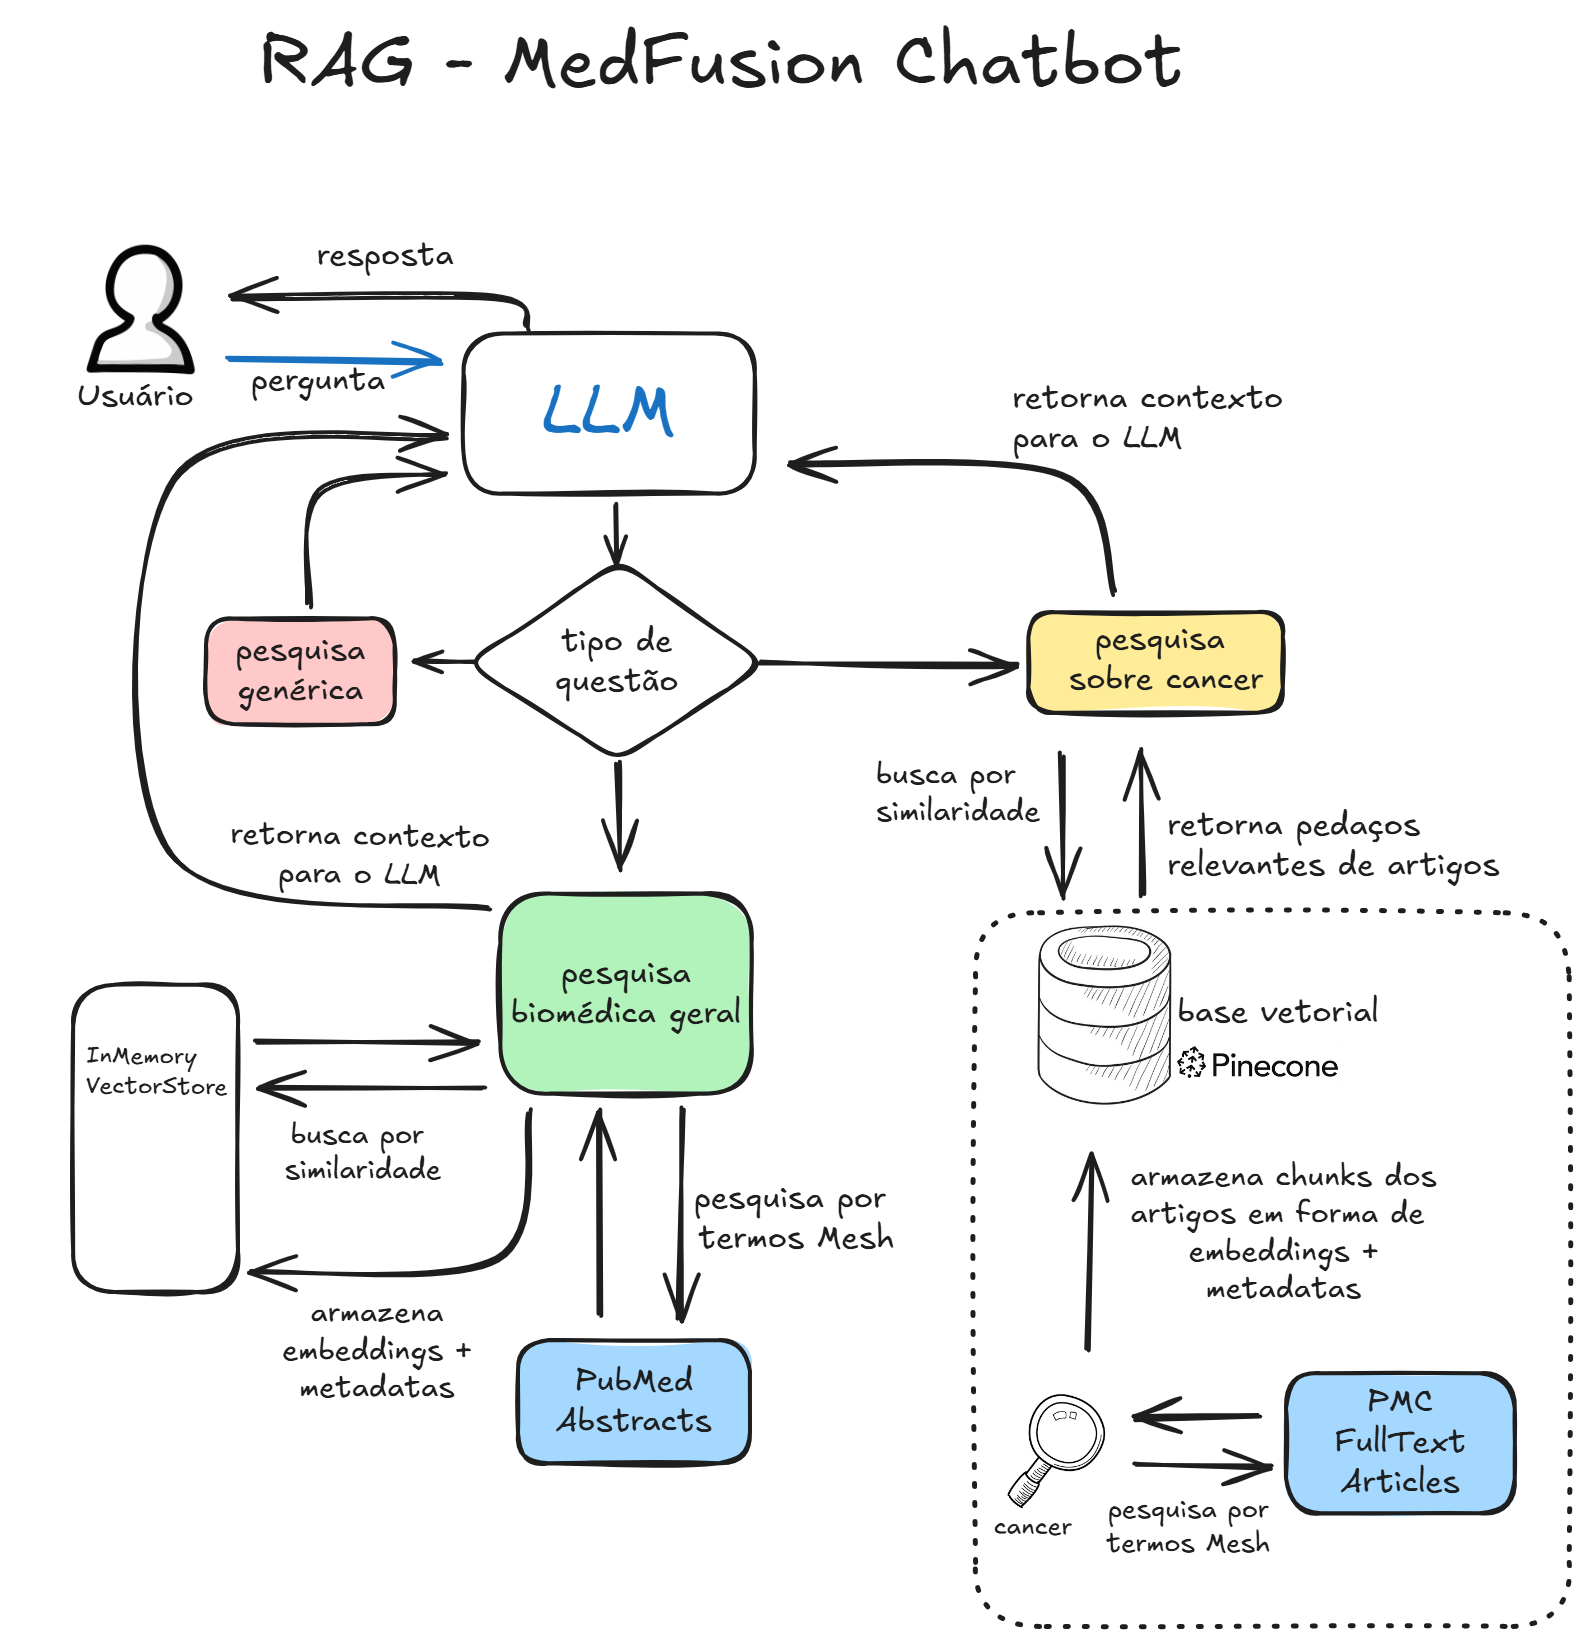 RAG - MedFusion Chatbot
resposta
pergunta
Usuário
LLM
retorna contexto
para o LLM
tipo de
questão
pesquisa
genérica
pesquisa
sobre cancer
busca por
similaridade
retorna pedaços
relevantes de artigos
retorna contexto
para o LLM
pesquisa
biomédica geral
InMemory
VectorStore
busca por
similaridade
armazena
embeddings +
metadatas
pesquisa por
termos Mesh
PubMed
Abstracts
base vetorial
Pinecone
armazena chunks dos
artigos em forma de
embeddings +
metadatas
cancer
pesquisa por
termos Mesh
PMC
FullText
Articles